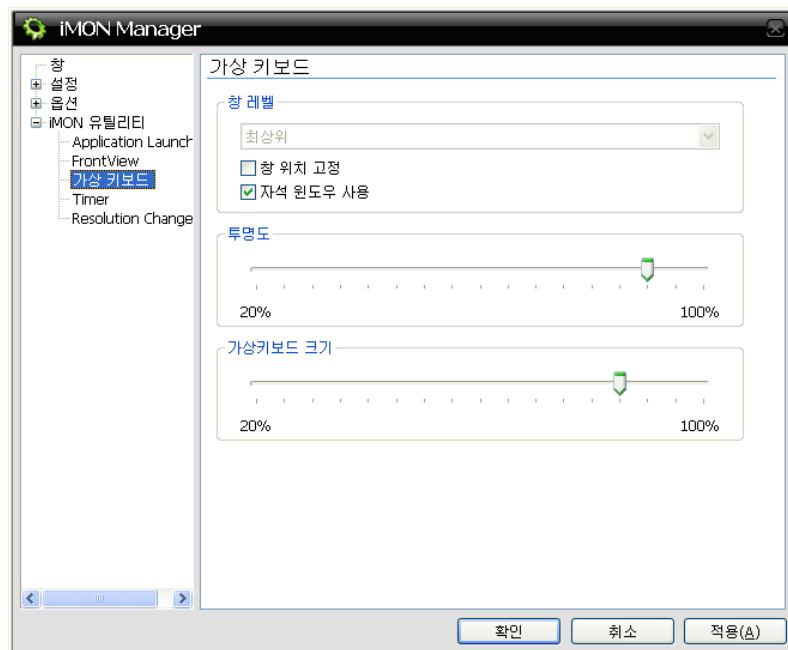 iMON Manager
창
설정
옵션
iMON 유틸리티
Application Launch
FrontView
가상 키보드
Timer
Resolution Change
가상 키보드
창 레벨
최상위
창 위치 고정
자석 윈도우 사용
투명도
20%
100%
가상키보드 크기
20%
100%
확인
취소
적용(A)